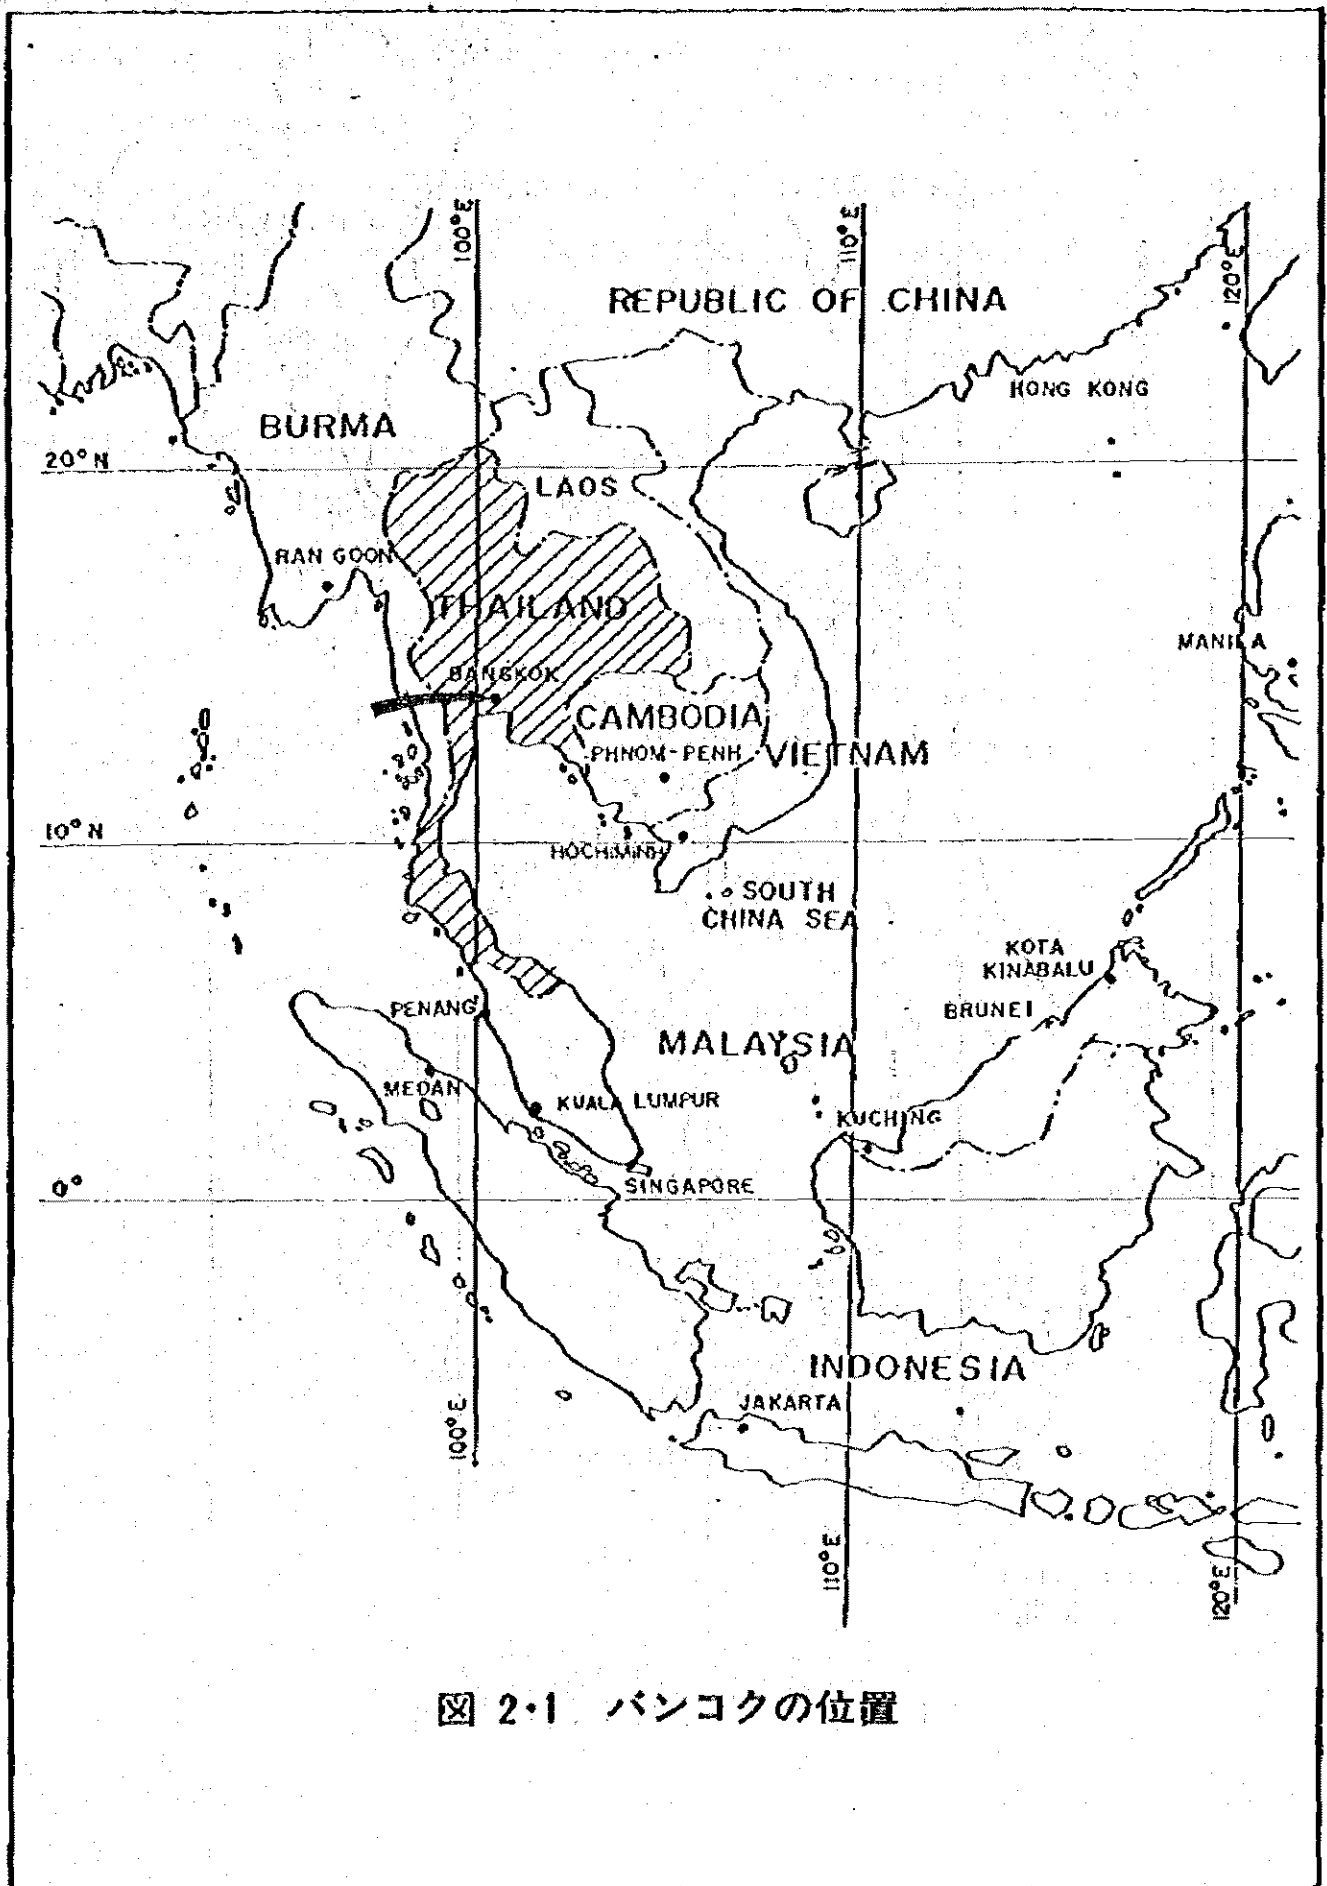 100°E
110°E
120°E
REPUBLIC OF CHINA
HONG KONG
BURMA
20°N
LAOS
RAN GOON
THAILAND
MANILA
BANGKOK
CAMBODIA
PHNOM-PENH
VIETNAM
10°N
HOCHIMINH
SOUTH
CHINA SEA
KOTA
KINABALU
PENANG
BRUNEI
MALAYSIA
MEDAN
KUALA LUMPUR
KUCHING
SINGAPORE
0°
INDONESIA
JAKARTA
100°E
110°E
120°E
図 2・1 バンコクの位置